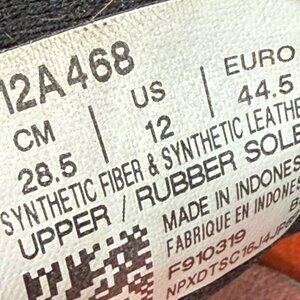 12A468
CM | US | EURO
28.5 | 12 | 44.5
SYNTHETIC FIBER & SYNTHETIC LEATHE
UPPER / RUBBER SOLE
MADE IN INDONES
FABRIQUE EN INDONES
F910319